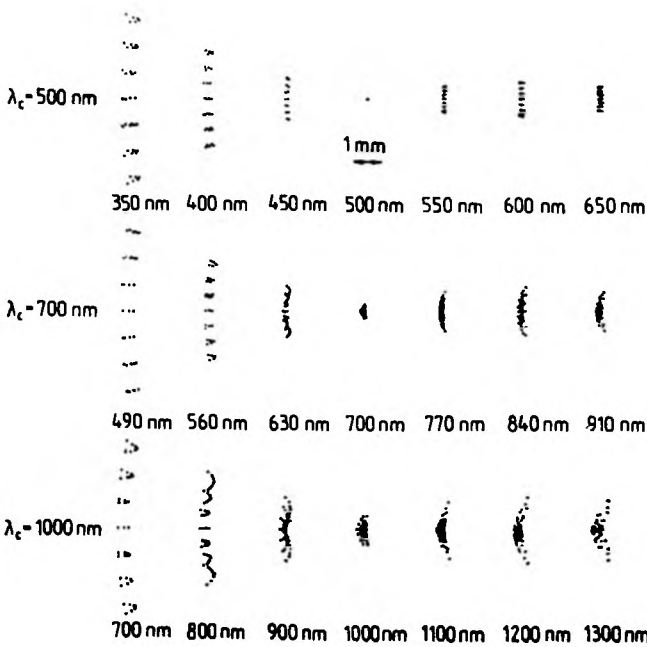 λc=500 nm
1 mm
350 nm 400 nm 450 nm 500 nm 550 nm 600 nm 650 nm
λc=700 nm
490 nm 560 nm 630 nm 700 nm 770 nm 840 nm 910 nm
λc=1000 nm
700 nm 800 nm 900 nm 1000 nm 1100 nm 1200 nm 1300 nm